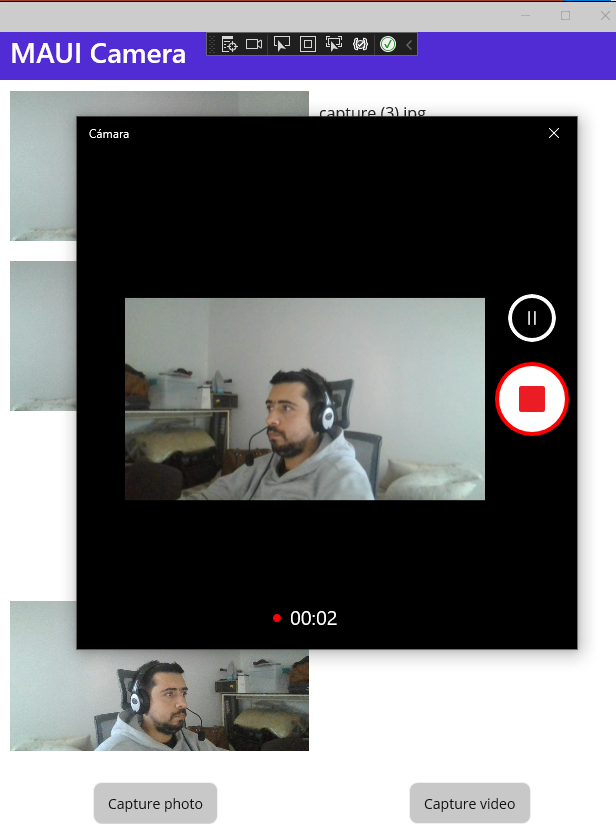 MAUI Camera
capture (3).jpg
Cámara
00:02
Capture photo
Capture video